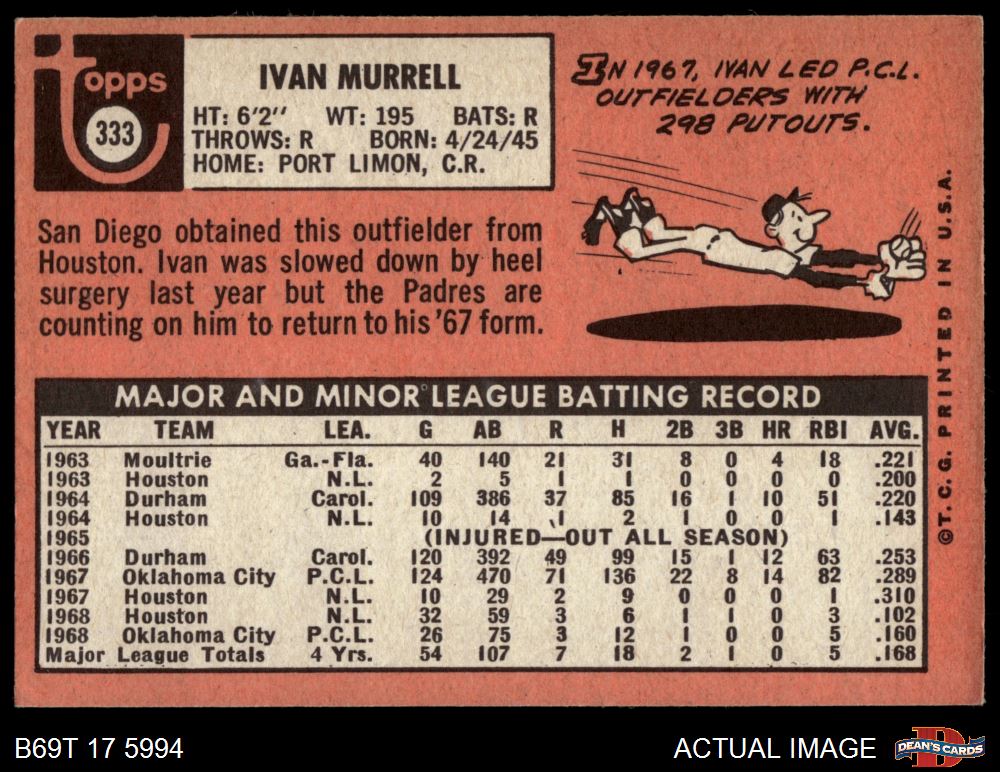 topps
333
IVAN MURRELL
HT: 6'2" WT: 195 BATS: R
THROWS: R BORN: 4/24/45
HOME: PORT LIMON, C.R.
IN 1967, IVAN LED P.C.L.
OUTFIELDERS WITH
298 PUTOUTS.
San Diego obtained this outfielder from
Houston. Ivan was slowed down by heel
surgery last year but the Padres are
counting on him to return to his '67 form.
MAJOR AND MINOR LEAGUE BATTING RECORD
YEAR TEAM LEA. G AB R H 2B 3B HR RBI AVG.
1963 Moultrie Ga.-Fla. 40 140 21 31 8 0 4 18 .221
1963 Houston N.L. 2 5 1 1 0 0 0 0 .200
1964 Durham Carol. 109 386 37 85 16 1 10 51 .220
1964 Houston N.L. 10 14 1 2 1 0 0 1 .143
1965 (INJURED—OUT ALL SEASON)
1966 Durham Carol. 120 392 49 99 15 1 12 63 .253
1967 Oklahoma City P.C.L. 124 470 71 136 22 8 14 82 .289
1967 Houston N.L. 10 29 2 9 0 0 0 1 .310
1968 Houston N.L. 32 59 3 6 1 1 0 3 .102
1968 Oklahoma City P.C.L. 26 75 3 12 1 0 0 5 .160
Major League Totals 4 Yrs. 54 107 7 18 2 1 0 5 .168
©T.C.G. PRINTED IN U.S.A.
B69T 17 5994
ACTUAL IMAGE
D
DEAN'S CARDS